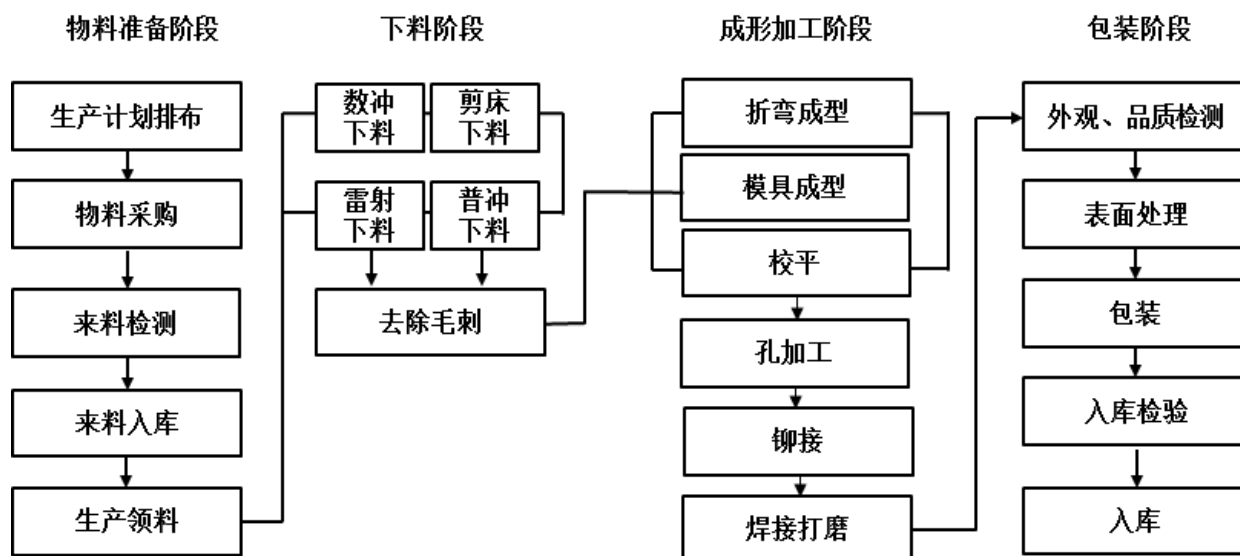 物料准备阶段
生产计划排布
物料采购
来料检测
来料入库
生产领料
下料阶段
数冲
下料
剪床
下料
雷射
下料
普冲
下料
去除毛刺
成形加工阶段
折弯成型
模具成型
校平
孔加工
铆接
焊接打磨
包装阶段
外观、品质检测
表面处理
包装
入库检验
入库